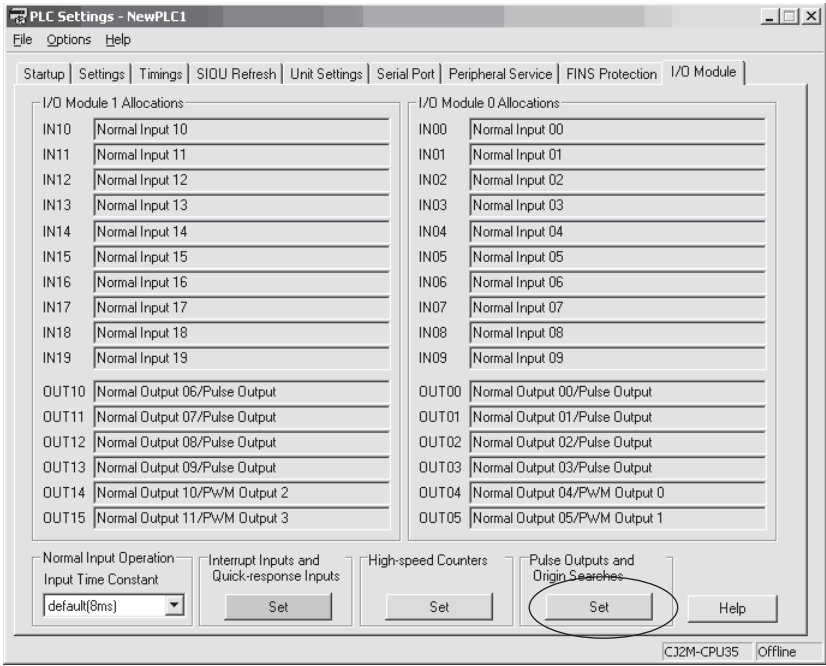 PLC Settings - NewPLC1
File Options Help
Startup Settings Timings SIOU Refresh Unit Settings Serial Port Peripheral Service FINS Protection I/O Module
I/O Module 1 Allocations
IN10 Normal Input 10
IN11 Normal Input 11
IN12 Normal Input 12
IN13 Normal Input 13
IN14 Normal Input 14
IN15 Normal Input 15
IN16 Normal Input 16
IN17 Normal Input 17
IN18 Normal Input 18
IN19 Normal Input 19
OUT10 Normal Output 06/Pulse Output
OUT11 Normal Output 07/Pulse Output
OUT12 Normal Output 08/Pulse Output
OUT13 Normal Output 09/Pulse Output
OUT14 Normal Output 10/PWM Output 2
OUT15 Normal Output 11/PWM Output 3
I/O Module 0 Allocations
IN00 Normal Input 00
IN01 Normal Input 01
IN02 Normal Input 02
IN03 Normal Input 03
IN04 Normal Input 04
IN05 Normal Input 05
IN06 Normal Input 06
IN07 Normal Input 07
IN08 Normal Input 08
IN09 Normal Input 09
OUT00 Normal Output 00/Pulse Output
OUT01 Normal Output 01/Pulse Output
OUT02 Normal Output 02/Pulse Output
OUT03 Normal Output 03/Pulse Output
OUT04 Normal Output 04/PWM Output 0
OUT05 Normal Output 05/PWM Output 1
Normal Input Operation
Input Time Constant
default(8ms)
Interrupt Inputs and
Quick-response Inputs
Set
High-speed Counters
Set
Pulse Outputs and
Origin Searches
Set
Help
CJ2M-CPU35 Offline